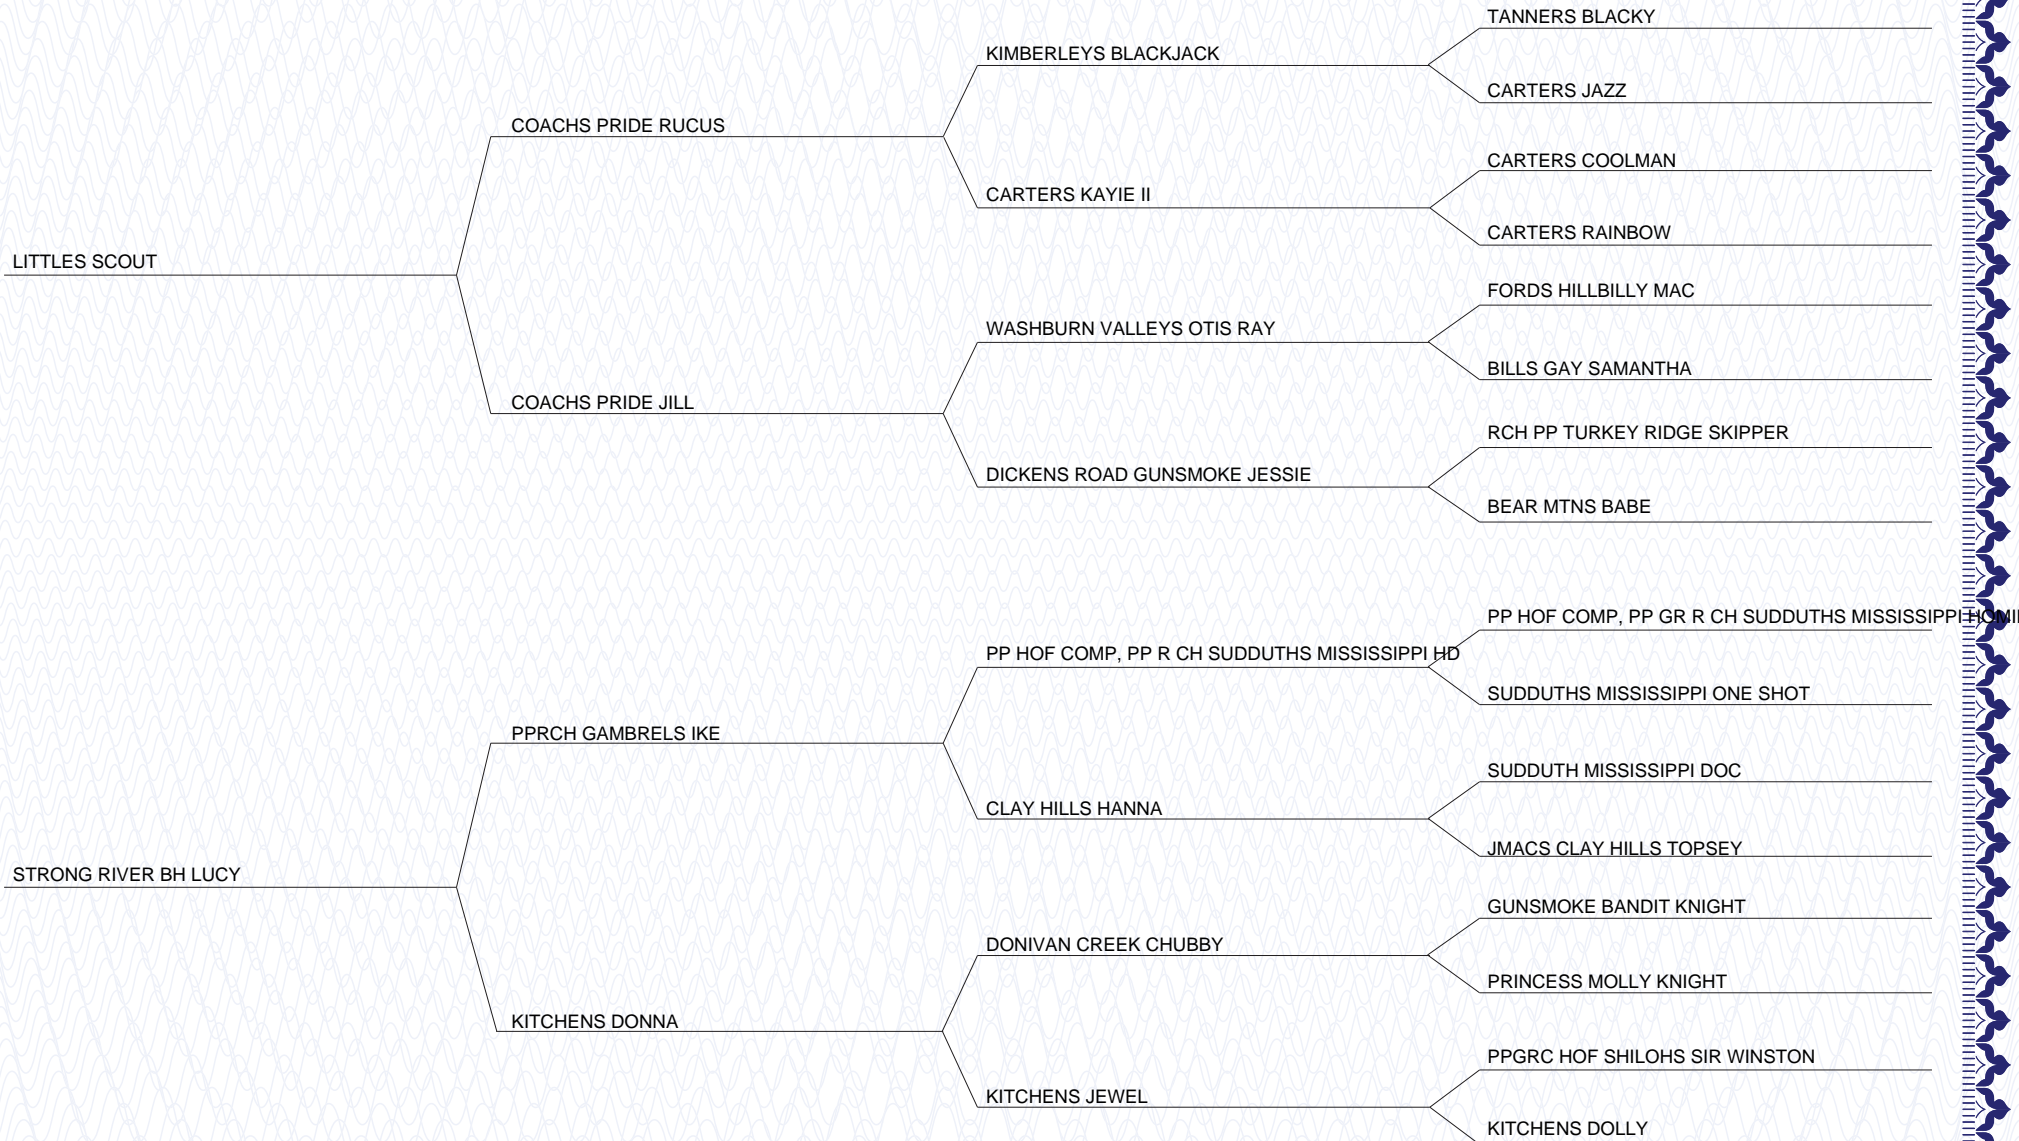 TANNERS BLACKY
KIMBERLEYS BLACKJACK
CARTERS JAZZ
COACHS PRIDE RUCUS
CARTERS COOLMAN
CARTERS KAYIE II
CARTERS RAINBOW
LITTLES SCOUT
FORDS HILLBILLY MAC
WASHBURN VALLEYS OTIS RAY
BILLS GAY SAMANTHA
COACHS PRIDE JILL
RCH PP TURKEY RIDGE SKIPPER
DICKENS ROAD GUNSMOKE JESSIE
BEAR MTNS BABE
PP HOF COMP, PP GR R CH SUDDUTHS MISSISSIPPI
PP HOF COMP, PP R CH SUDDUTHS MISSISSIPPI HD
SUDDUTHS MISSISSIPPI ONE SHOT
PPRCH GAMBRELS IKE
SUDDUTH MISSISSIPPI DOC
CLAY HILLS HANNA
JMACS CLAY HILLS TOPSEY
STRONG RIVER BH LUCY
GUNSMOKE BANDIT KNIGHT
DONIVAN CREEK CHUBBY
PRINCESS MOLLY KNIGHT
KITCHENS DONNA
PPGRC HOF SHILOHS SIR WINSTON
KITCHENS JEWEL
KITCHENS DOLLY